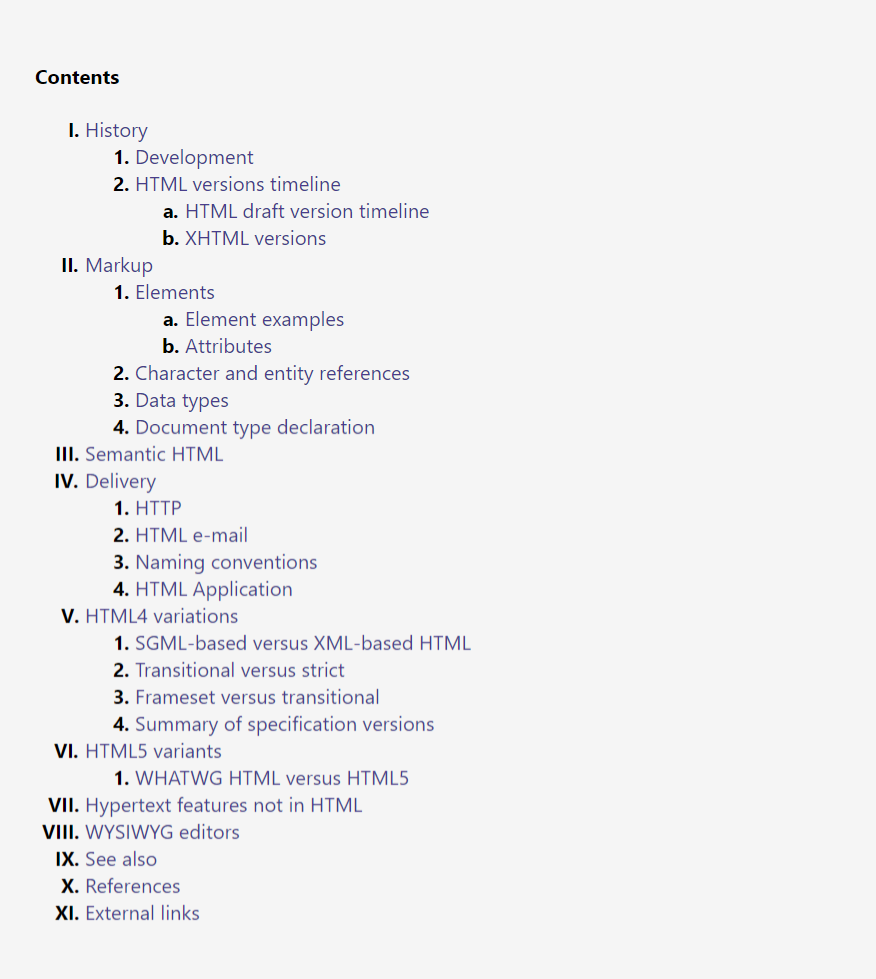 Contents
I. History
1. Development
2. HTML versions timeline
a. HTML draft version timeline
b. XHTML versions
II. Markup
1. Elements
a. Element examples
b. Attributes
2. Character and entity references
3. Data types
4. Document type declaration
III. Semantic HTML
IV. Delivery
1. HTTP
2. HTML e-mail
3. Naming conventions
4. HTML Application
V. HTML4 variations
1. SGML-based versus XML-based HTML
2. Transitional versus strict
3. Frameset versus transitional
4. Summary of specification versions
VI. HTML5 variants
1. WHATWG HTML versus HTML5
VII. Hypertext features not in HTML
VIII. WYSIWYG editors
IX. See also
X. References
XI. External links